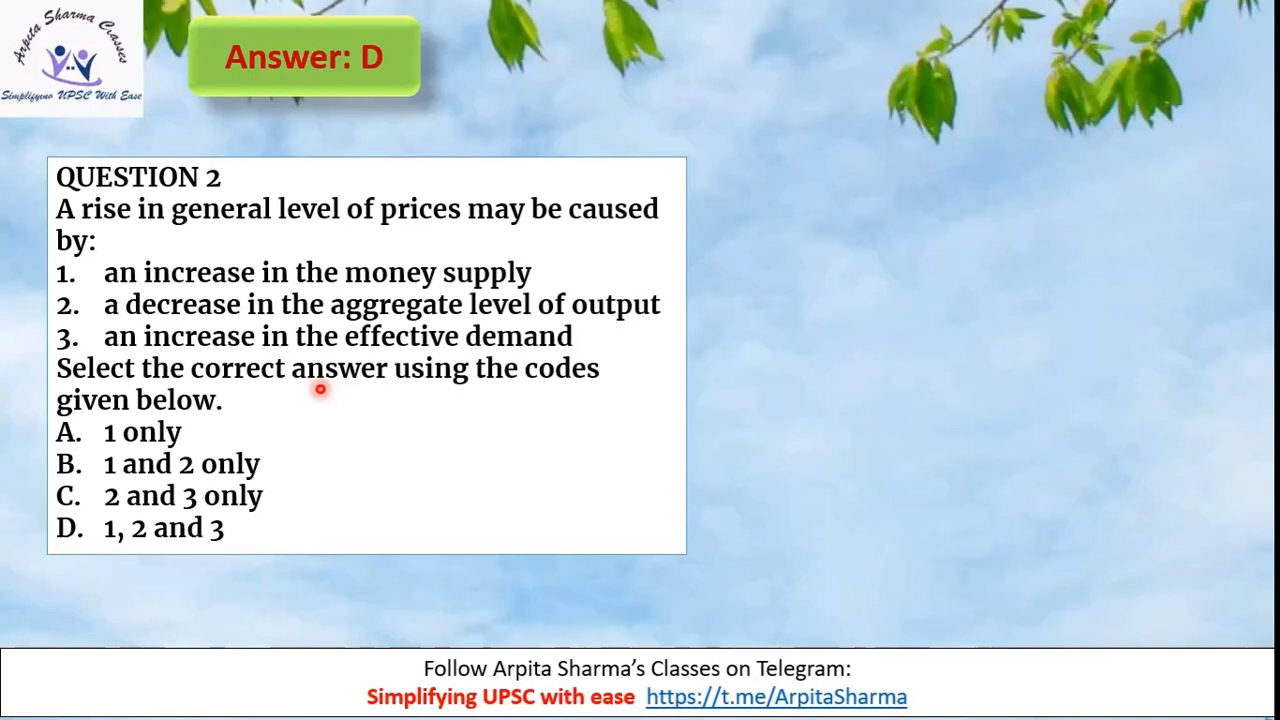 Arpita Sharma Classes
Simplifying UPSC With Ease
Answer: D
QUESTION 2
A rise in general level of prices may be caused
by:
1. an increase in the money supply
2. a decrease in the aggregate level of output
3. an increase in the effective demand
Select the correct answer using the codes
given below.
A. 1 only
B. 1 and 2 only
C. 2 and 3 only
D. 1, 2 and 3
Follow Arpita Sharma’s Classes on Telegram:
Simplifying UPSC with ease https://t.me/ArpitaSharma